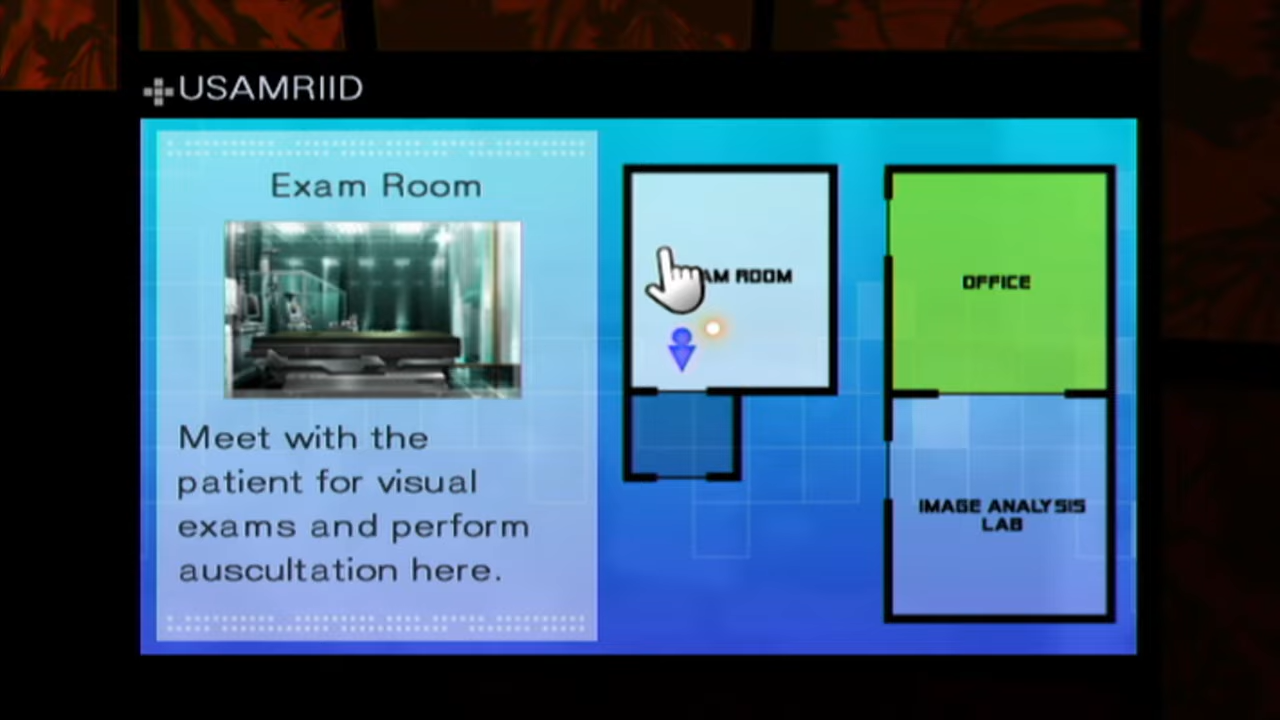 USAMRIID
Exam Room
Meet with the
patient for visual
exams and perform
auscultation here.
AM ROOM
OFFICE
IMAGE ANALYSIS
LAB